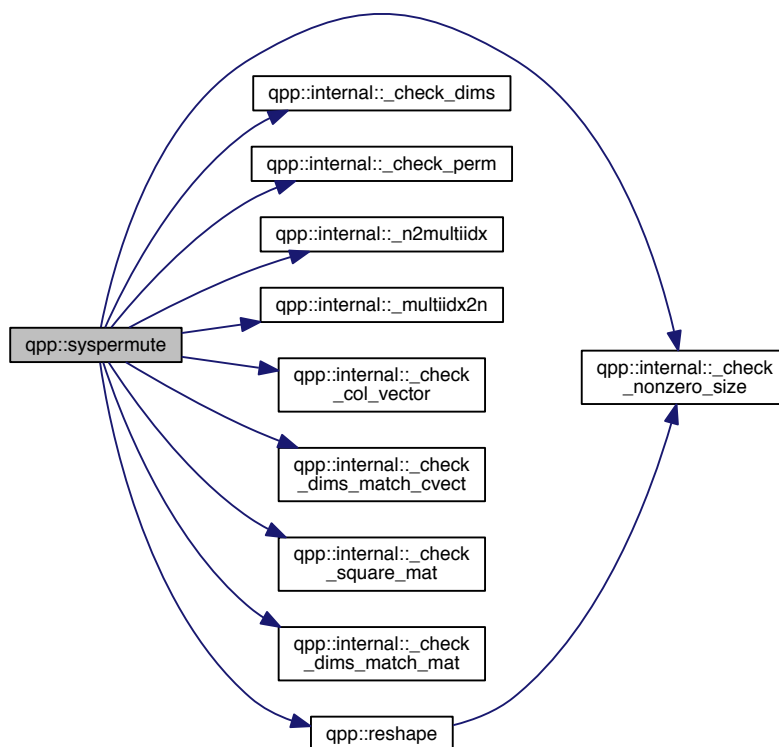 qpp::internal::_check_dims
qpp::internal::_check_perm
qpp::internal::_n2multiidx
qpp::internal::_multiidx2n
qpp::syspermute
qpp::internal::_check
_col_vector
qpp::internal::_check
_nonzero_size
qpp::internal::_check
_dims_match_cvect
qpp::internal::_check
_square_mat
qpp::internal::_check
_dims_match_mat
qpp::reshape